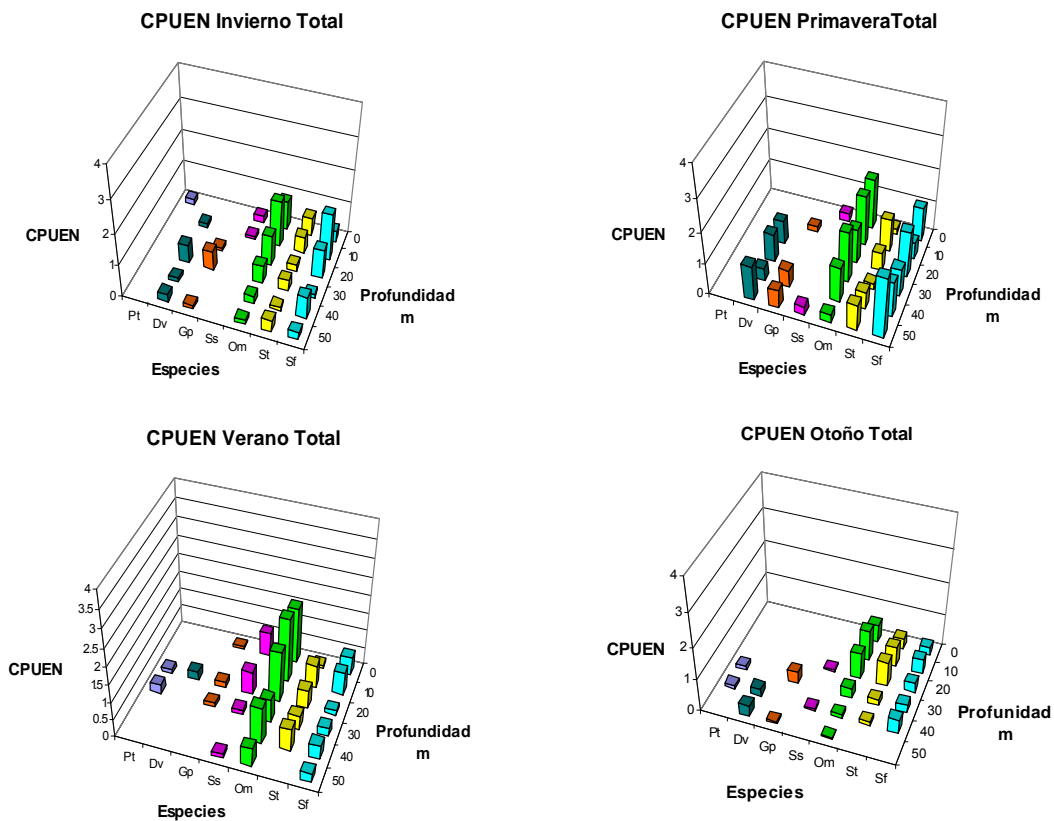 CPUEN Invierno Total
4
3
2
1
0
CPUEN
Pt
Dv
Gp
Ss
Om
St
Sf
Especies
0
10
20
30
40
50
Profundidad
m
CPUEN PrimaveraTotal
4
3
2
1
0
CPUEN
Pt
Dv
Gp
Ss
Om
St
Sf
Especies
0
10
20
30
40
50
Profundidad
m
CPUEN Verano Total
4
3.5
3
2.5
2
1.5
1
0.5
0
CPUEN
Pt
Dv
Gp
Ss
Om
St
Sf
Especies
0
10
20
30
40
50
Profundidad
m
CPUEN Otoño Total
4
3
2
1
0
CPUEN
Pt
Dv
Gp
Ss
Om
St
Sf
Especies
0
10
20
30
40
50
Profunidad
m